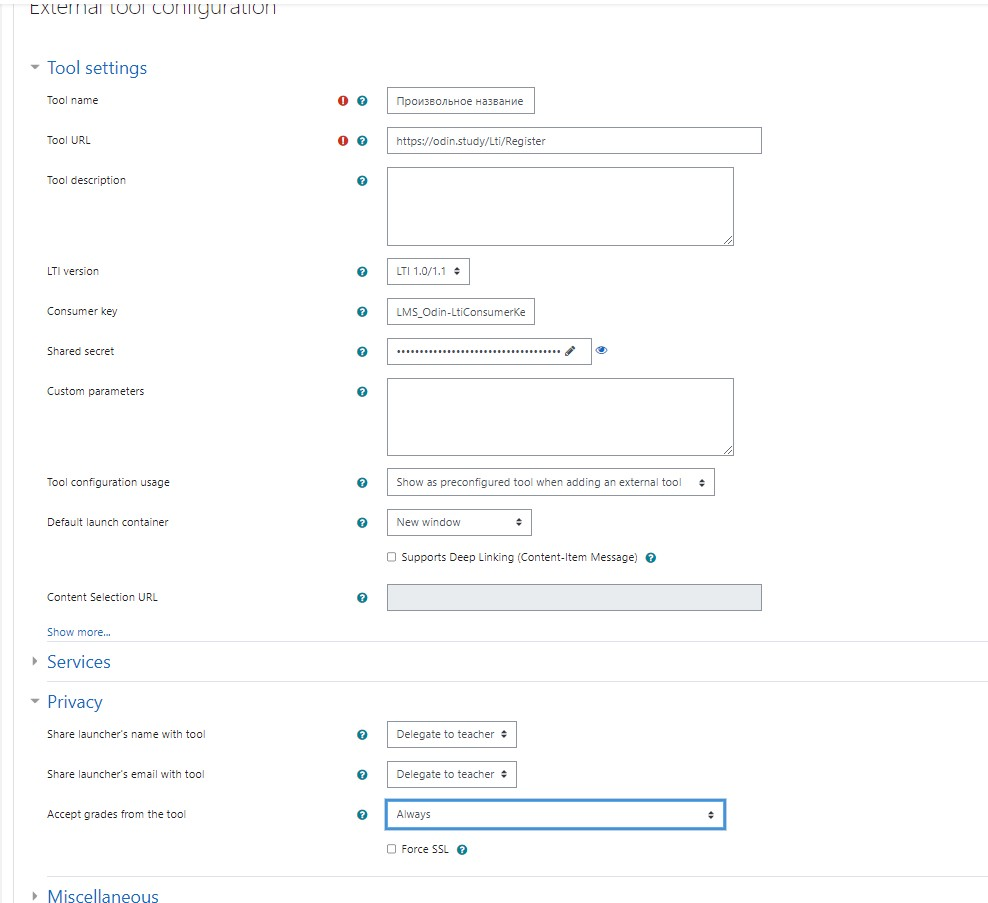 External tool configuration
Tool settings
Tool name
Произвольное название
Tool URL
https://odin.study/Lti/Register
Tool description
LTI version
LTI 1.0/1.1
Consumer key
LMS_Odin-LtiConsumerKe
Shared secret
••••••••••••••••••••••••••••••••••••
Custom parameters
Tool configuration usage
Show as preconfigured tool when adding an external tool
Default launch container
New window
Supports Deep Linking (Content-Item Message)
Content Selection URL
Show more...
Services
Privacy
Share launcher's name with tool
Delegate to teacher
Share launcher's email with tool
Delegate to teacher
Accept grades from the tool
Always
Force SSL
Miscellaneous